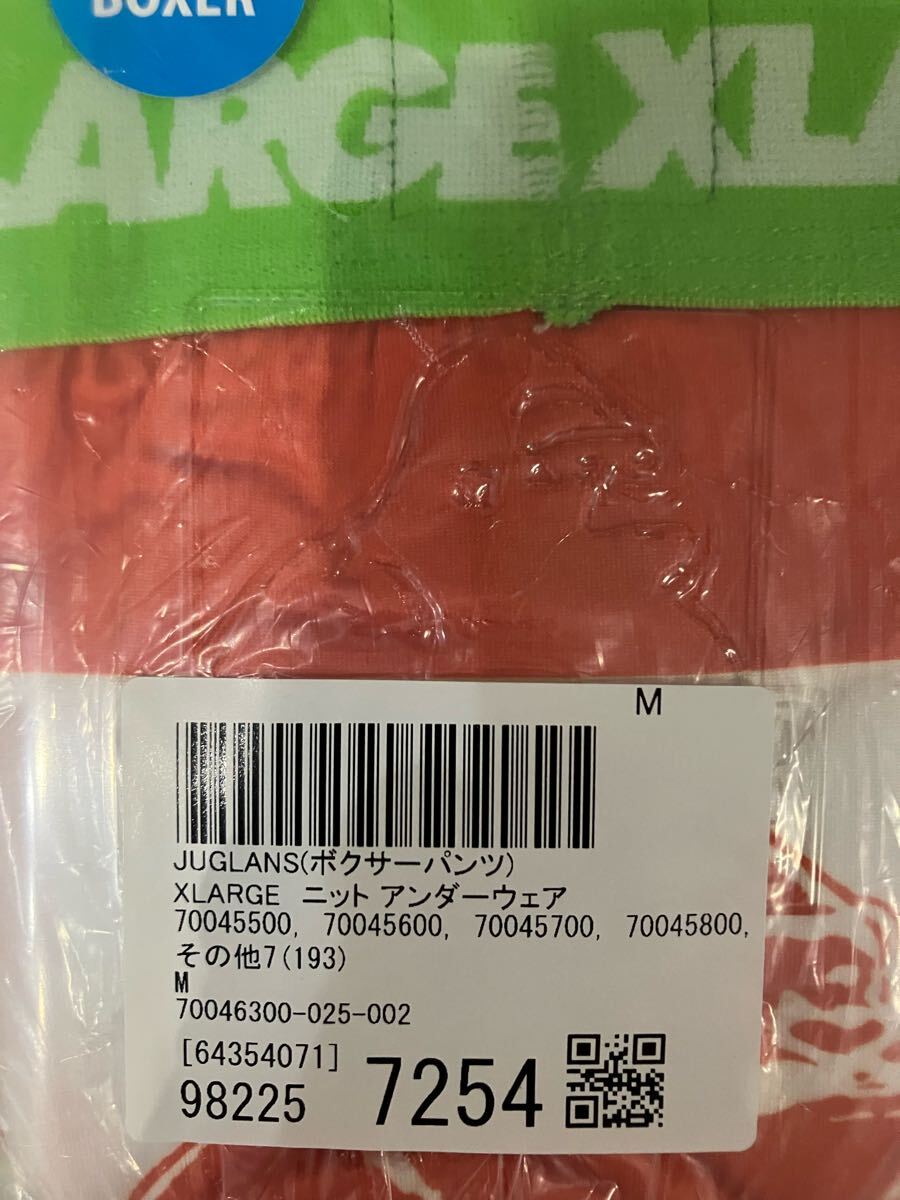 BOXER
LARGE XLA
M
JUGLANS(ボクサーパンツ)
XLARGE ニット アンダーウェア
70045500, 70045600, 70045700, 70045800,
その他7(193)
M
70046300-025-002
[64354071]
98225 7254